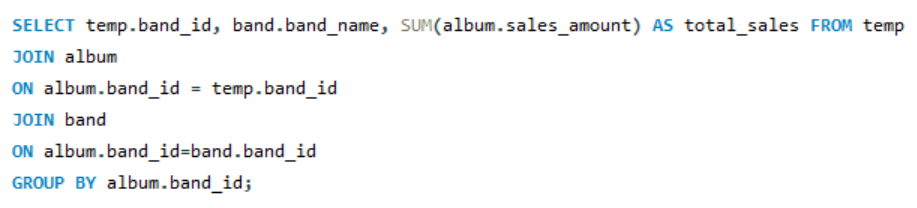 SELECT temp.band_id, band.band_name, SUM(album.sales_amount) AS total_sales FROM temp
JOIN album
ON album.band_id = temp.band_id
JOIN band
ON album.band_id=band.band_id
GROUP BY album.band_id;